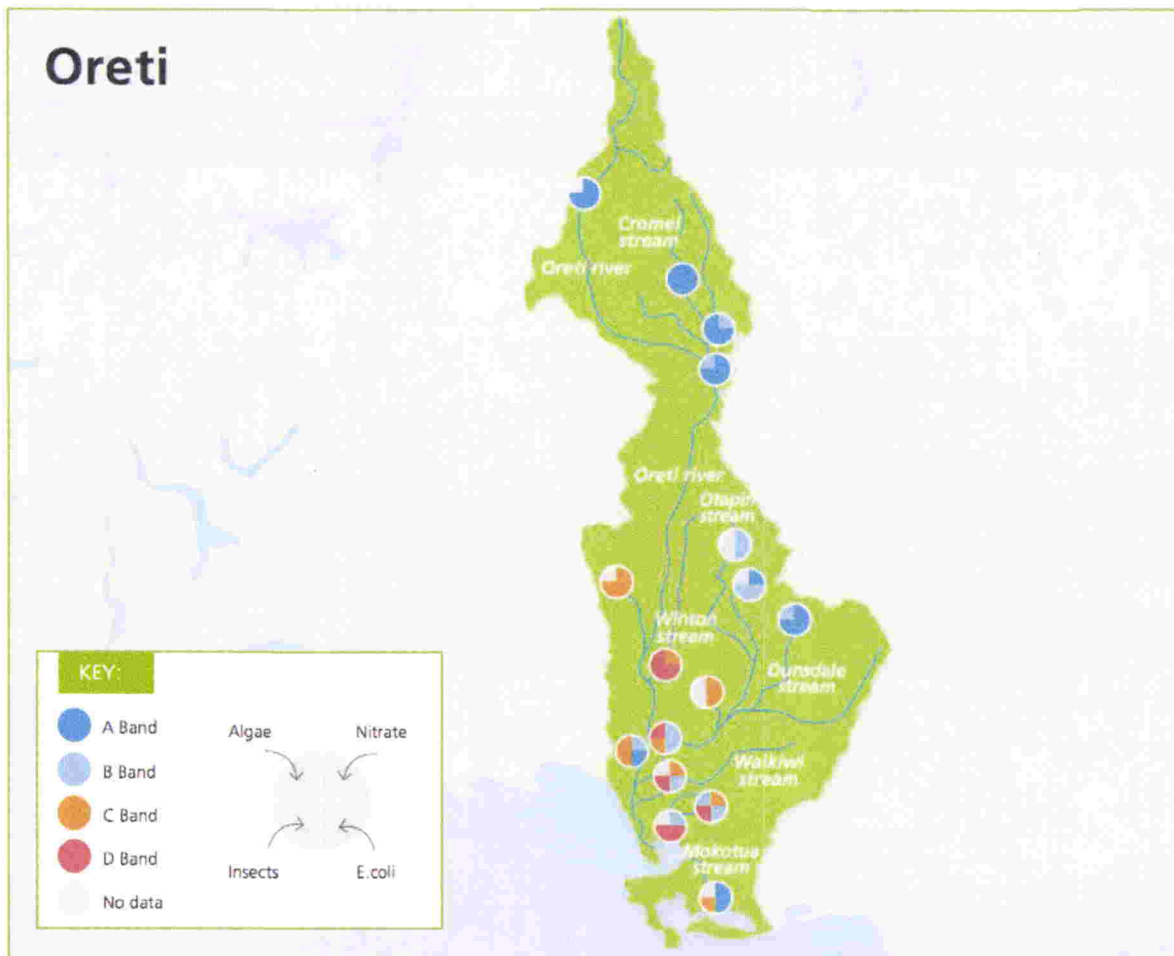 Oreti
Cromel
stream
Oreti river
Oreti river
Otapiri
stream
Winton
stream
Dunsdale
stream
Waikiwi
stream
Mokotua
stream
KEY:
A Band
B Band
C Band
D Band
No data
Algae
Nitrate
Insects
E.coli